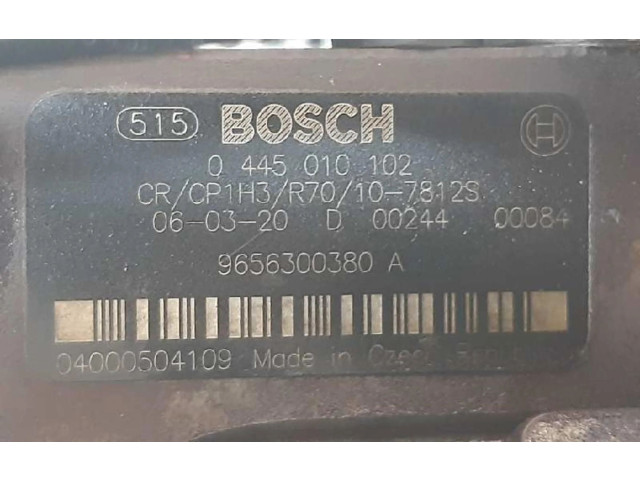 515 BOSCH
0 445 010 102
CR/CP1H3/R70/10-7812S
06-03-20 D 00244 00084
9656300380 A
04000504109 Made in Czech